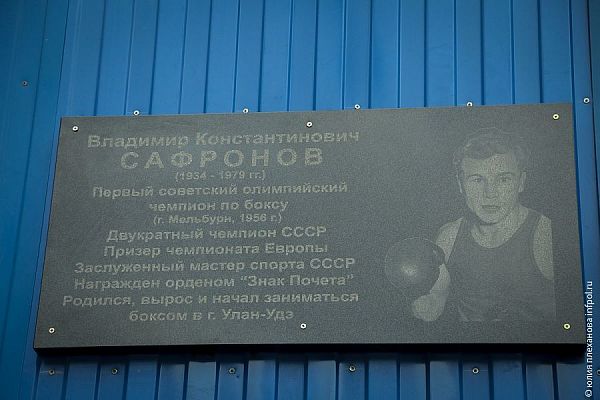 Владимир Константинович
САФРОНОВ
(1934 - 1979 гг.)
Первый советский олимпийский
чемпион по боксу
(г. Мельбурн, 1956 г.)
Двукратный чемпион СССР
Призер чемпионата Европы
Заслуженный мастер спорта СССР
Награжден орденом "Знак Почета"
Родился, вырос и начал заниматься
боксом в г. Улан-Удэ
© юлия плеханова infpol.ru